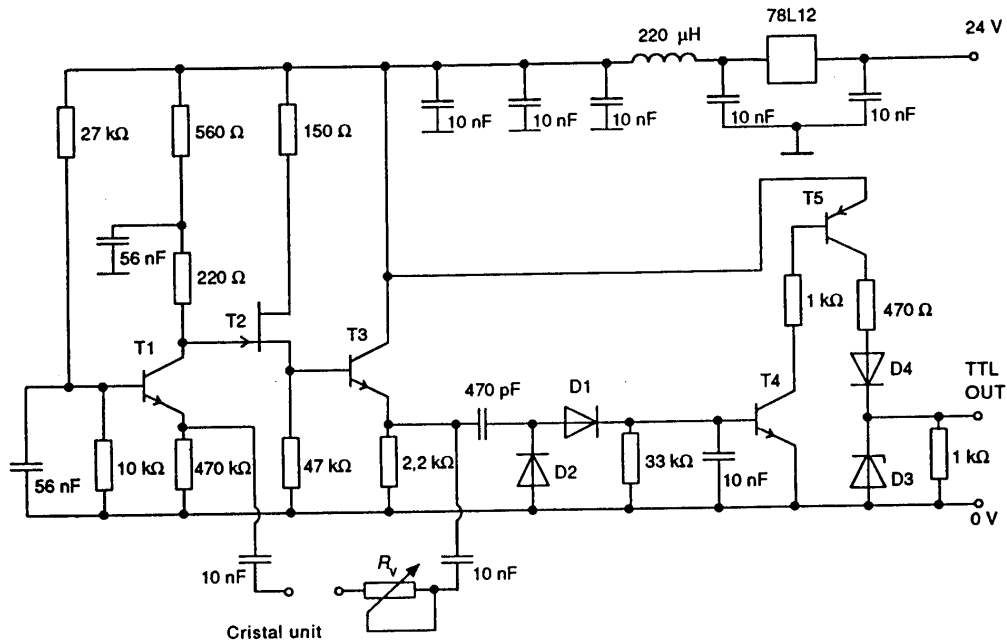 78L12
220 μH
24 V
27 kΩ
560 Ω
150 Ω
10 nF
10 nF
10 nF
10 nF
10 nF
T5
56 nF
220 Ω
1 kΩ
470 Ω
T2
T3
T1
D4
TTL
OUT
470 pF
D1
T4
56 nF
10 kΩ
470 kΩ
47 kΩ
2,2 kΩ
D2
33 kΩ
10 nF
D3
1 kΩ
0 V
10 nF
Rv
10 nF
Cristal unit